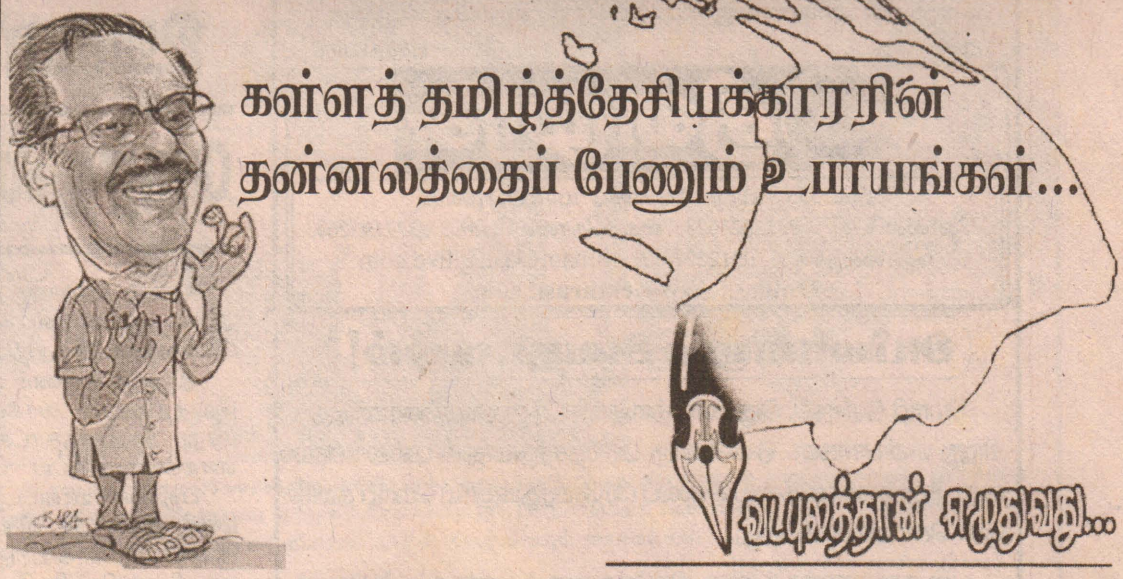 கள்ளத் தமிழ்த்தேசியக்காரரின்
தன்னலத்தைப் பேணும் உபாயங்கள்...
வடபுலத்தான் எழுதுவது...